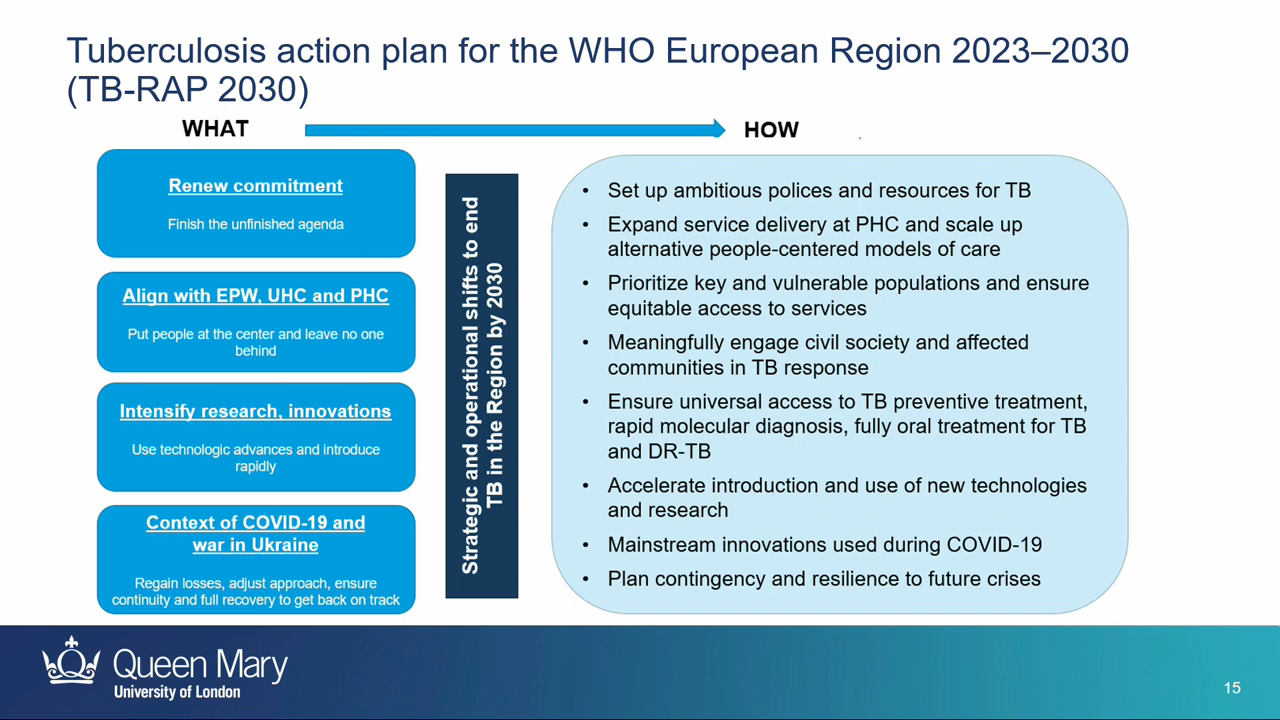 Tuberculosis action plan for the WHO European Region 2023–2030
(TB-RAP 2030)
WHAT
HOW
Renew commitment
Finish the unfinished agenda
Align with EPW, UHC and PHC
Put people at the center and leave no one
behind
Intensify research, innovations
Use technologic advances and introduce
rapidly
Context of COVID-19 and
war in Ukraine
Regain losses, adjust approach, ensure
continuity and full recovery to get back on track
Strategic and operational shifts to end
TB in the Region by 2030
• Set up ambitious polices and resources for TB
• Expand service delivery at PHC and scale up
alternative people-centered models of care
• Prioritize key and vulnerable populations and ensure
equitable access to services
• Meaningfully engage civil society and affected
communities in TB response
• Ensure universal access to TB preventive treatment,
rapid molecular diagnosis, fully oral treatment for TB
and DR-TB
• Accelerate introduction and use of new technologies
and research
• Mainstream innovations used during COVID-19
• Plan contingency and resilience to future crises
Queen Mary
University of London
15